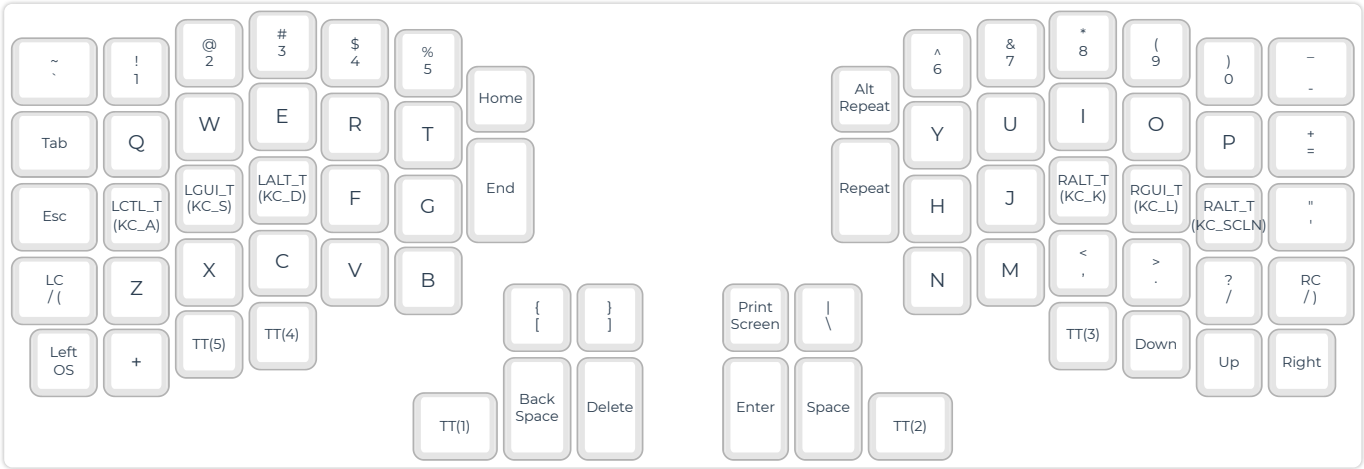 ~
`
!
1
@
2
#
3
$
4
%
5
Home
Tab
Q
W
E
R
T
End
Esc
LCTL_T
(KC_A)
LGUI_T
(KC_S)
LALT_T
(KC_D)
F
G
LC
/ (
Z
X
C
V
B
Left
OS
+
TT(5)
TT(4)
{
[
}
]
TT(1)
Back
Space
Delete
Alt
Repeat
^
6
&
7
*
8
(
9
)
0
_
-
Repeat
Y
U
I
O
P
+
=
H
J
RALT_T
(KC_K)
RGUI_T
(KC_L)
RALT_T
(KC_SCLN)
"
'
N
M
<
,
>
.
?
/
RC
/ )
Print
Screen
|
\
TT(3)
Down
Up
Right
Enter
Space
TT(2)